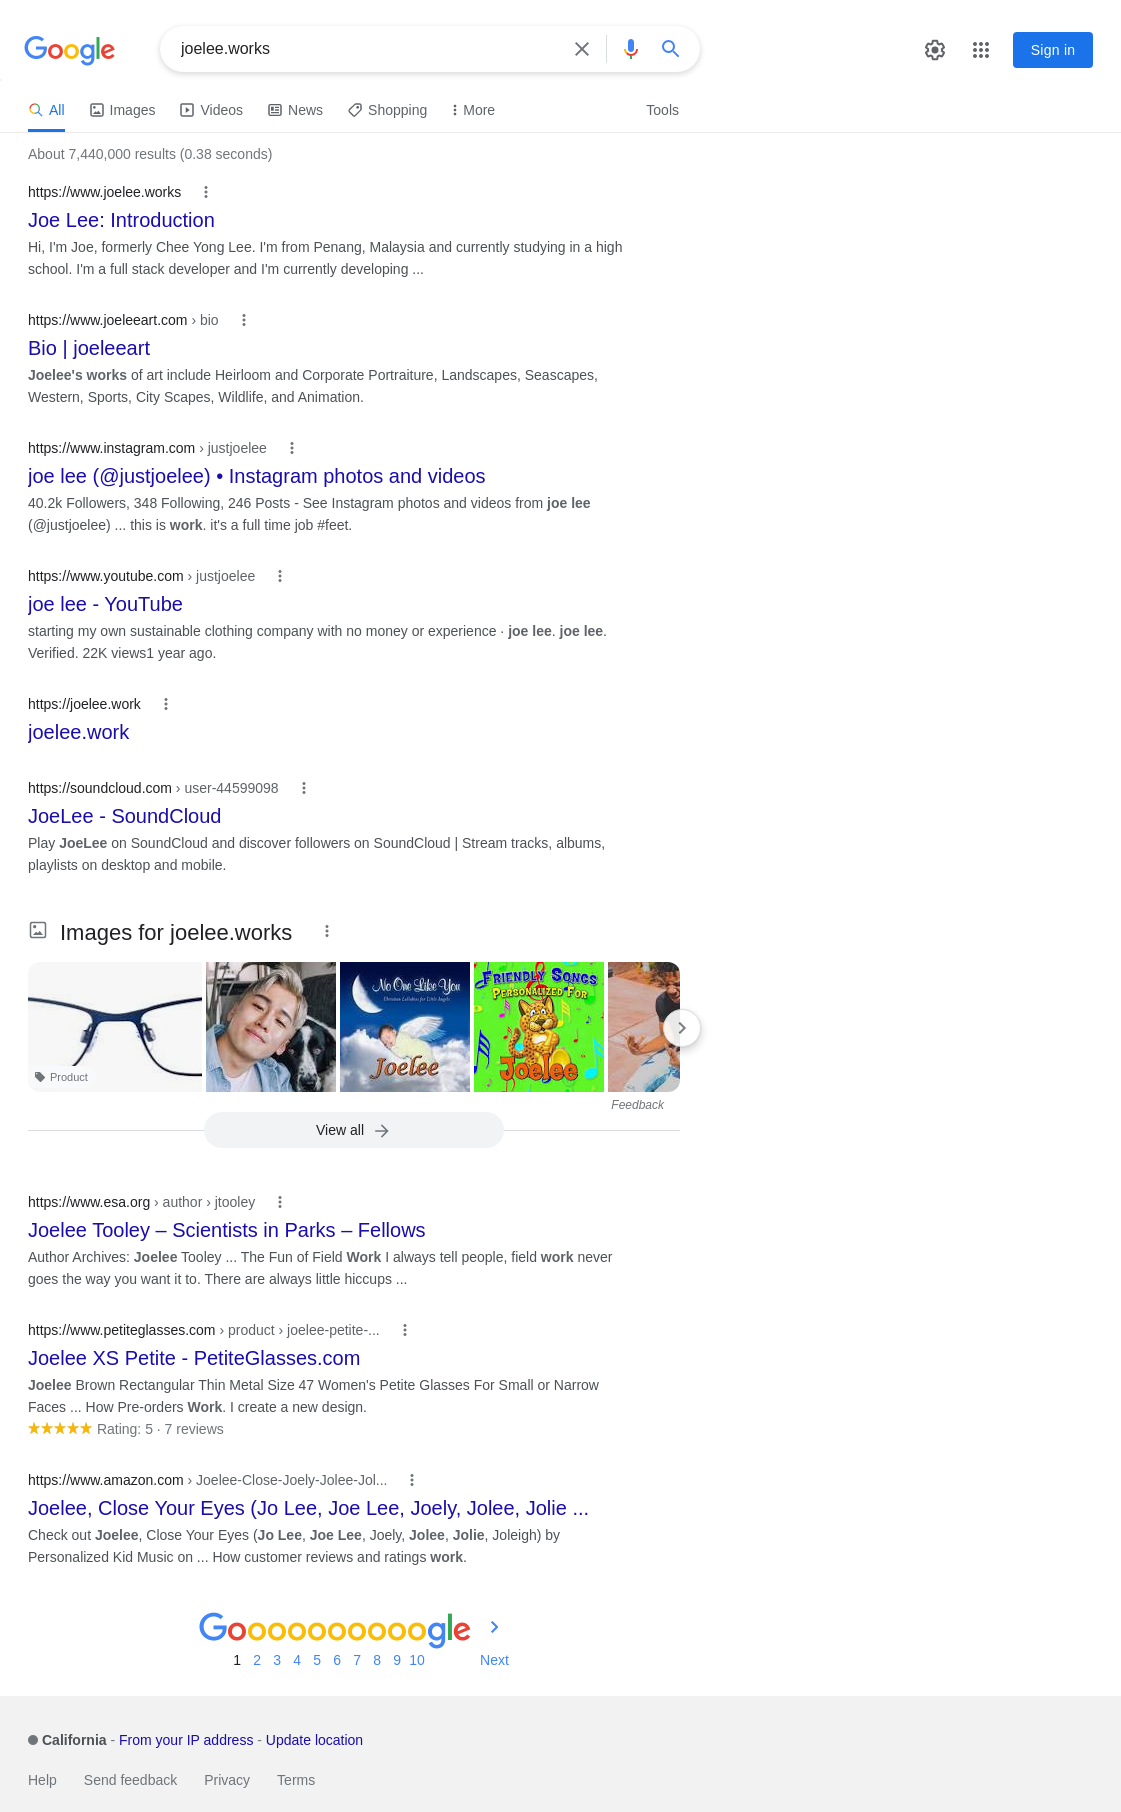 Google
joelee.works
Sign in
All
Images
Videos
News
Shopping
More
Tools
About 7,440,000 results (0.38 seconds)
https://www.joelee.works
Joe Lee: Introduction
Hi, I'm Joe, formerly Chee Yong Lee. I'm from Penang, Malaysia and currently studying in a high
school. I'm a full stack developer and I'm currently developing ...
https://www.joeleeart.com › bio
Bio | joeleeart
Joelee's works of art include Heirloom and Corporate Portraiture, Landscapes, Seascapes,
Western, Sports, City Scapes, Wildlife, and Animation.
https://www.instagram.com › justjoelee
joe lee (@justjoelee) • Instagram photos and videos
40.2k Followers, 348 Following, 246 Posts - See Instagram photos and videos from joe lee
(@justjoelee) ... this is work. it's a full time job #feet.
https://www.youtube.com › justjoelee
joe lee - YouTube
starting my own sustainable clothing company with no money or experience · joe lee. joe lee.
Verified. 22K views1 year ago.
https://joelee.work
joelee.work
https://soundcloud.com › user-44599098
JoeLee - SoundCloud
Play JoeLee on SoundCloud and discover followers on SoundCloud | Stream tracks, albums,
playlists on desktop and mobile.
Images for joelee.works
Product
No One Like You
Christian Lullabies for Little Angels
Joelee
FRIENDLY SONGS
PERSONALIZED FOR
Joelee
Feedback
View all
https://www.esa.org › author › jtooley
Joelee Tooley – Scientists in Parks – Fellows
Author Archives: Joelee Tooley ... The Fun of Field Work I always tell people, field work never
goes the way you want it to. There are always little hiccups ...
https://www.petiteglasses.com › product › joelee-petite-...
Joelee XS Petite - PetiteGlasses.com
Joelee Brown Rectangular Thin Metal Size 47 Women's Petite Glasses For Small or Narrow
Faces ... How Pre-orders Work. I create a new design.
Rating: 5 · 7 reviews
https://www.amazon.com › Joelee-Close-Joely-Jolee-Jol...
Joelee, Close Your Eyes (Jo Lee, Joe Lee, Joely, Jolee, Jolie ...
Check out Joelee, Close Your Eyes (Jo Lee, Joe Lee, Joely, Jolee, Jolie, Joleigh) by
Personalized Kid Music on ... How customer reviews and ratings work.
Goooooooooogle
1 2 3 4 5 6 7 8 9 10 Next
California - From your IP address - Update location
Help Send feedback Privacy Terms